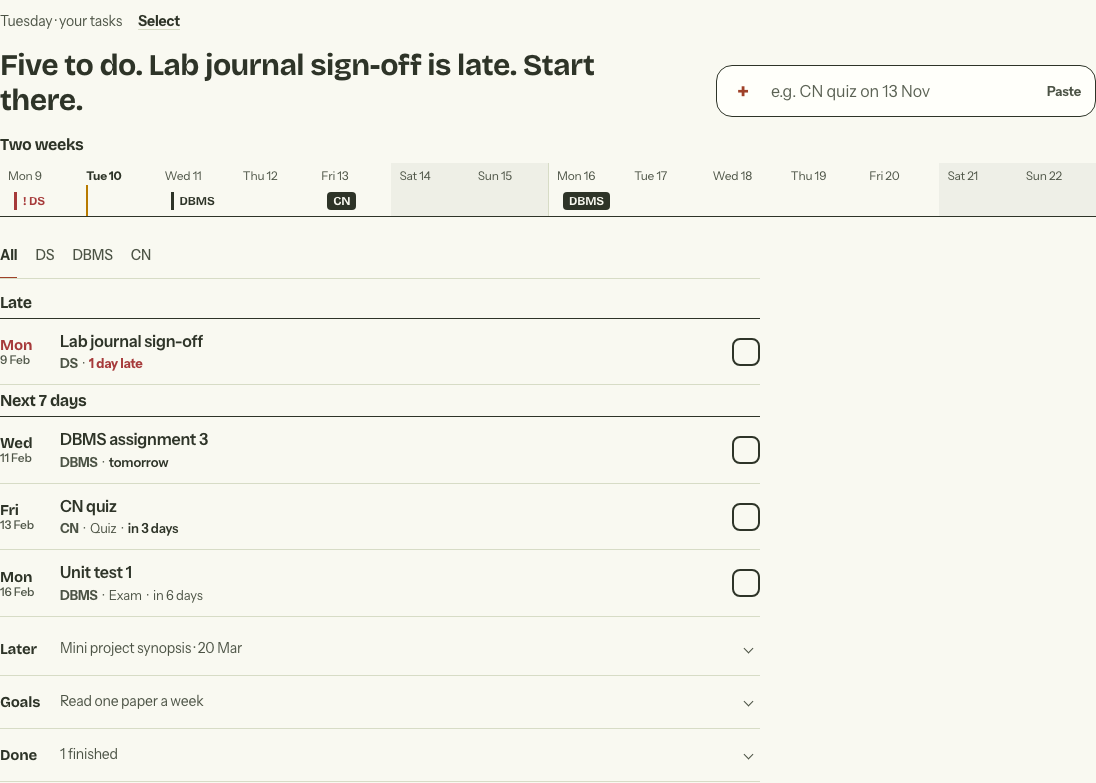 Tuesday · your tasks Select
Five to do. Lab journal sign-off is late. Start
there.
+ e.g. CN quiz on 13 Nov Paste
Two weeks
Mon 9 Tue 10 Wed 11 Thu 12 Fri 13 Sat 14 Sun 15 Mon 16 Tue 17 Wed 18 Thu 19 Fri 20 Sat 21 Sun 22
! DS DBMS CN DBMS
All DS DBMS CN
Late
Mon Lab journal sign-off
9 Feb DS · 1 day late
Next 7 days
Wed DBMS assignment 3
11 Feb DBMS · tomorrow
Fri CN quiz
13 Feb CN · Quiz · in 3 days
Mon Unit test 1
16 Feb DBMS · Exam · in 6 days
Later Mini project synopsis · 20 Mar
Goals Read one paper a week
Done 1 finished